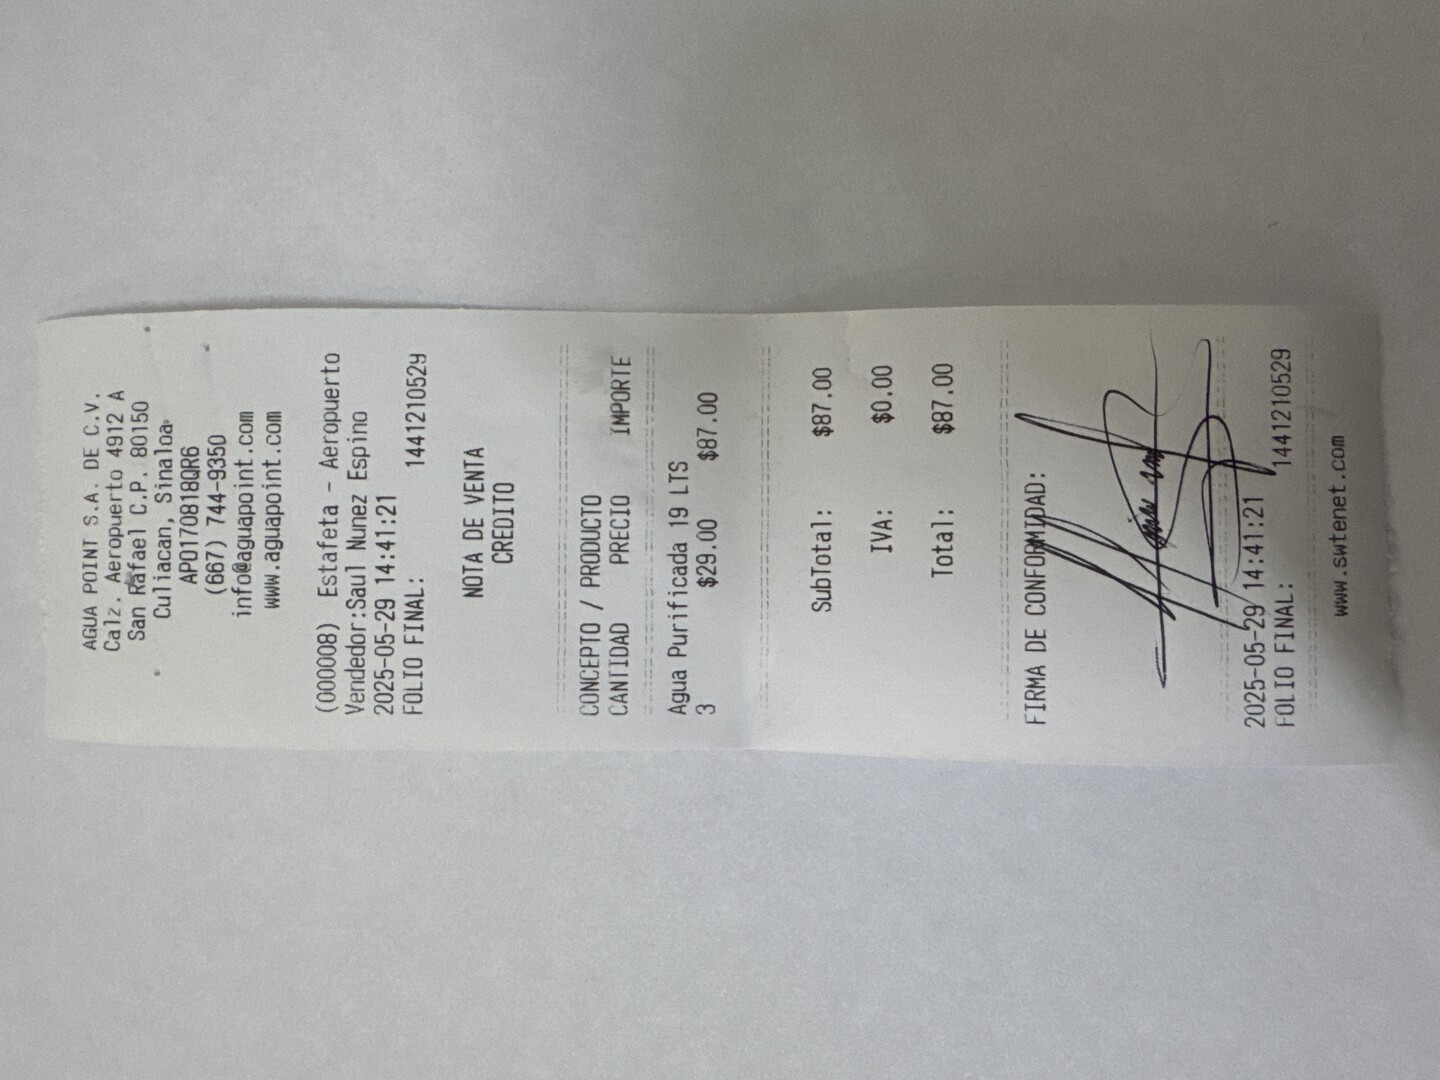 AGUA POINT S.A. DE C.V.
Calz. Aeropuerto 4912 A
San Rafael C.P. 80150
Culiacan, Sinaloa
APO170818QR6
(667) 744-9350
info@aguapoint.com
www.aguapoint.com
(000008) Estafeta - Aeropuerto
Vendedor:Saul Nunez Espino
2025-05-29 14:41:21
FOLIO FINAL: 1441210529
NOTA DE VENTA
CREDITO
CONCEPTO / PRODUCTO
CANTIDAD PRECIO IMPORTE
Agua Purificada 19 LTS
3 $29.00 $87.00
SubTotal: $87.00
IVA: $0.00
Total: $87.00
FIRMA DE CONFORMIDAD:
2025-05-29 14:41:21
FOLIO FINAL: 1441210529
www.swtenet.com